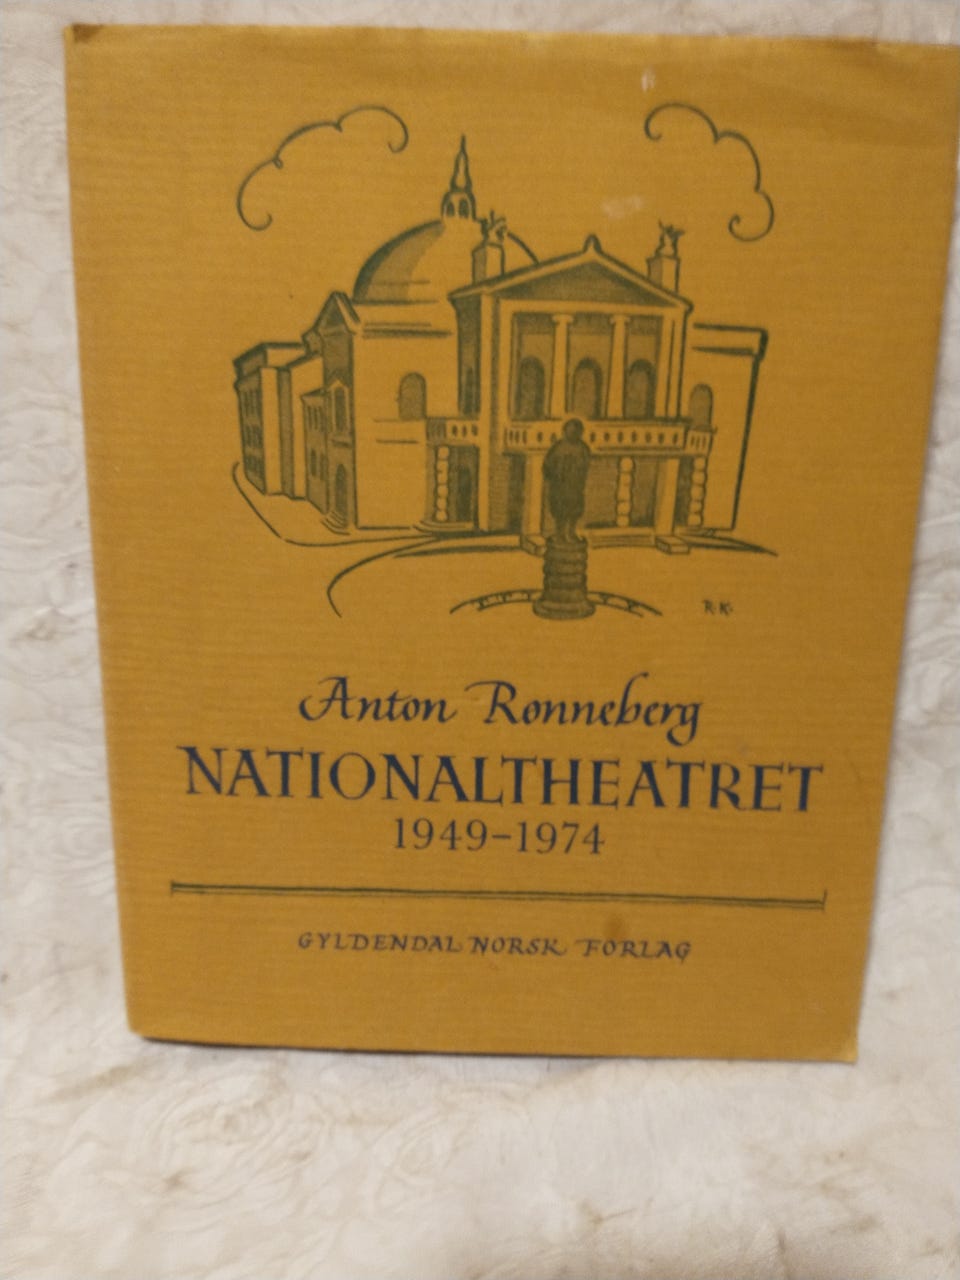 R.K.
Anton Rønneberg
NATIONALTHEATRET
1949-1974
GYLDENDAL NORSK FORLAG